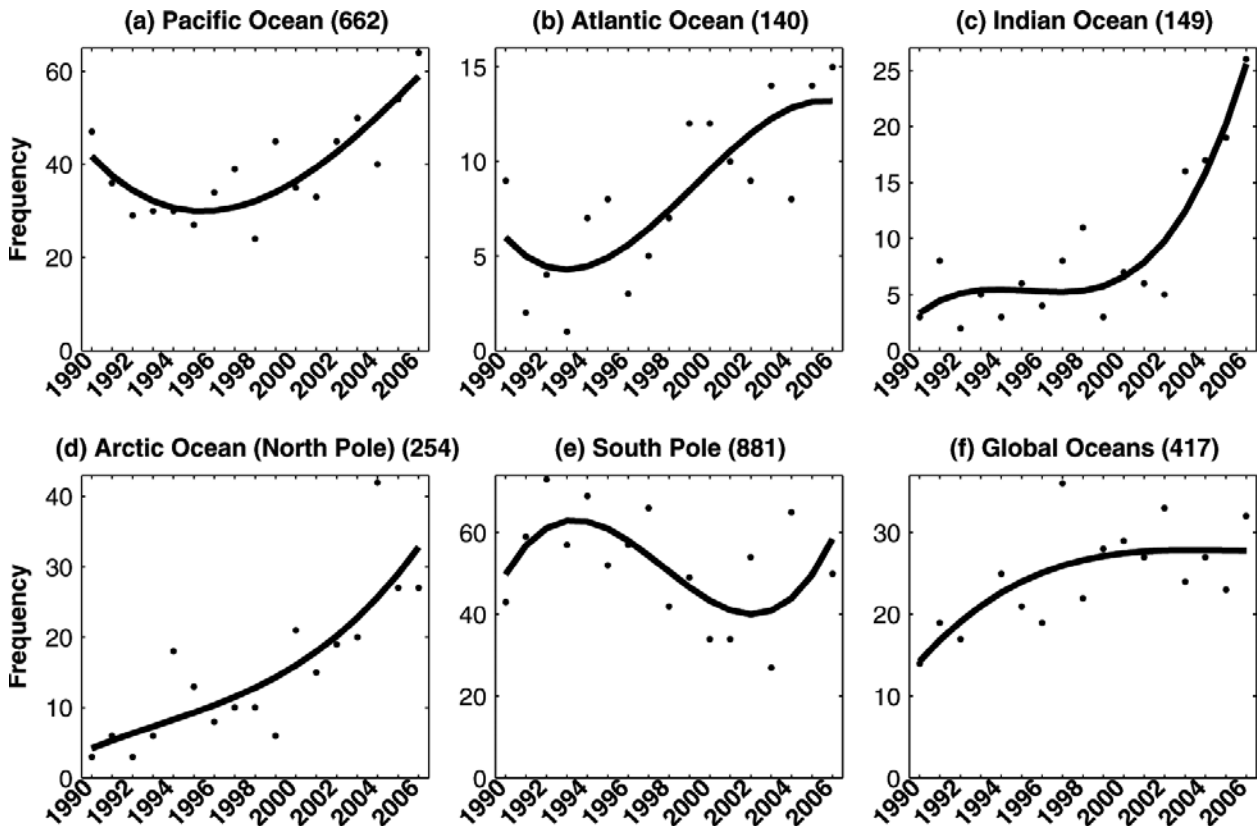 (a) Pacific Ocean (662)
(b) Atlantic Ocean (140)
(c) Indian Ocean (149)
Frequency
60
40
20
0
15
10
5
0
25
20
15
10
5
0
1990 1992 1994 1996 1998 2000 2002 2004 2006
1990 1992 1994 1996 1998 2000 2002 2004 2006
1990 1992 1994 1996 1998 2000 2002 2004 2006
(d) Arctic Ocean (North Pole) (254)
(e) South Pole (881)
(f) Global Oceans (417)
Frequency
40
30
20
10
0
60
40
20
0
30
20
10
0
1990 1992 1994 1996 1998 2000 2002 2004 2006
1990 1992 1994 1996 1998 2000 2002 2004 2006
1990 1992 1994 1996 1998 2000 2002 2004 2006